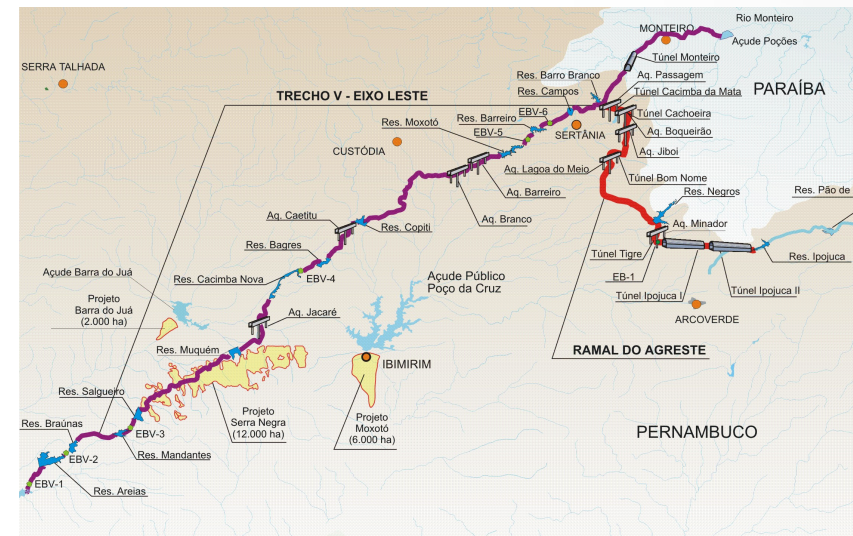 Rio Monteiro
MONTEIRO
Açude Poções
Túnel Monteiro
SERRA TALHADA
Res. Barro Branco
Aq. Passagem
PARAÍBA
Res. Campos
Túnel Cacimba da Mata
TRECHO V - EIXO LESTE
EBV-6
Túnel Cachoeira
Res. Barreiro
Res. Moxotó
EBV-5
SERTÂNIA
Aq. Boqueirão
CUSTÓDIA
Aq. Jiboi
Aq. Lagoa do Meio
Túnel Bom Nome
Aq. Barreiro
Res. Negros
Res. Pão de
Aq. Caetitu
Aq. Branco
Res. Copiti
Aq. Minador
Res. Bagres
Túnel Tigre
Res. Ipojuca
Açude Barra do Juá
Res. Cacimba Nova
EBV-4
Açude Público
Poço da Cruz
EB-1
Túnel Ipojuca II
Túnel Ipojuca I
Projeto
Barra do Juá
(2.000 ha)
Aq. Jacaré
ARCOVERDE
Res. Muquém
RAMAL DO AGRESTE
IBIMIRIM
Res. Salgueiro
Projeto
Serra Negra
(12.000 ha)
Projeto
Moxotó
(6.000 ha)
Res. Braúnas
EBV-3
PERNAMBUCO
EBV-2
Res. Mandantes
EBV-1
Res. Areias